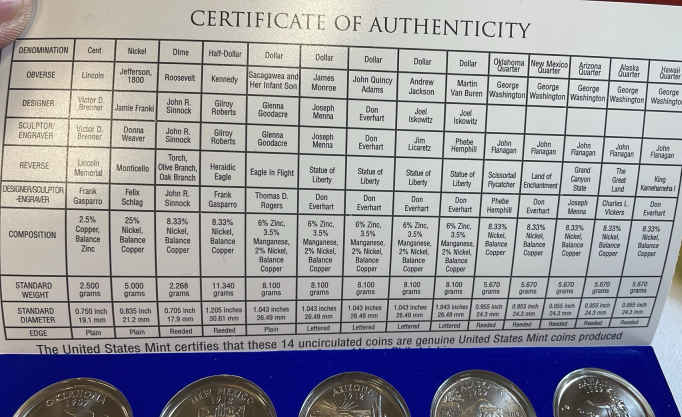 CERTIFICATE OF AUTHENTICITY
DENOMINATION Cent Nickel Dime Half-Dollar Dollar Dollar Dollar Dollar Dollar Oklahoma Quarter New Mexico Quarter Arizona Quarter Alaska Quarter Hawaii Quarter
OBVERSE Lincoln Jefferson, 1800 Roosevelt Kennedy Sacagawea and Her Infant Son James Monroe John Quincy Adams Andrew Jackson Martin Van Buren George Washington George Washington George Washington George Washington George Washington
DESIGNER Victor D. Brenner Jamie Franki John R. Sinnock Gilroy Roberts Glenna Goodacre Joseph Menna Don Everhart Joel Iskowitz Joel Iskowitz
SCULPTOR/ ENGRAVER Victor D. Brenner Donna Weaver John R. Sinnock Gilroy Roberts Glenna Goodacre Joseph Menna Don Everhart Jim Licaretz Phebe Hemphill John Flanagan John Flanagan John Flanagan John Flanagan John Flanagan
REVERSE Lincoln Memorial Monticello Torch, Olive Branch, Oak Branch Heraldic Eagle Eagle in Flight Statue of Liberty Statue of Liberty Statue of Liberty Statue of Liberty Scissortail Flycatcher Land of Enchantment Grand Canyon State The Great Land King Kamehameha I
DESIGNER/SCULPTOR -ENGRAVER Frank Gasparro Felix Schlag John R. Sinnock Frank Gasparro Thomas D. Rogers Don Everhart Don Everhart Don Everhart Don Everhart Phebe Hemphill Don Everhart Joseph Menna Charles L. Vickers Don Everhart
COMPOSITION 2.5% Copper, Balance Zinc 25% Nickel, Balance Copper 8.33% Nickel, Balance Copper 8.33% Nickel, Balance Copper 6% Zinc, 3.5% Manganese, 2% Nickel, Balance Copper 6% Zinc, 3.5% Manganese, 2% Nickel, Balance Copper 6% Zinc, 3.5% Manganese, 2% Nickel, Balance Copper 6% Zinc, 3.5% Manganese, 2% Nickel, Balance Copper 6% Zinc, 3.5% Manganese, 2% Nickel, Balance Copper 8.33% Nickel, Balance Copper 8.33% Nickel, Balance Copper 8.33% Nickel, Balance Copper 8.33% Nickel, Balance Copper 8.33% Nickel, Balance Copper
STANDARD WEIGHT 2.500 grams 5.000 grams 2.268 grams 11.340 grams 8.100 grams 8.100 grams 8.100 grams 8.100 grams 8.100 grams 5.670 grams 5.670 grams 5.670 grams 5.670 grams 5.670 grams
STANDARD DIAMETER 0.750 inch 19.1 mm 0.835 inch 21.2 mm 0.705 inch 17.9 mm 1.205 inches 30.61 mm 1.043 inches 26.49 mm 1.043 inches 26.49 mm 1.043 inches 26.49 mm 1.043 inches 26.49 mm 1.043 inches 26.49 mm 0.955 inch 24.3 mm 0.955 inch 24.3 mm 0.955 inch 24.3 mm 0.955 inch 24.3 mm 0.955 inch 24.3 mm
EDGE Plain Plain Reeded Reeded Plain Lettered Lettered Lettered Lettered Reeded Reeded Reeded Reeded Reeded
The United States Mint certifies that these 14 uncirculated coins are genuine United States Mint coins produced
OKLAHOMA NEW MEXICO ARIZONA